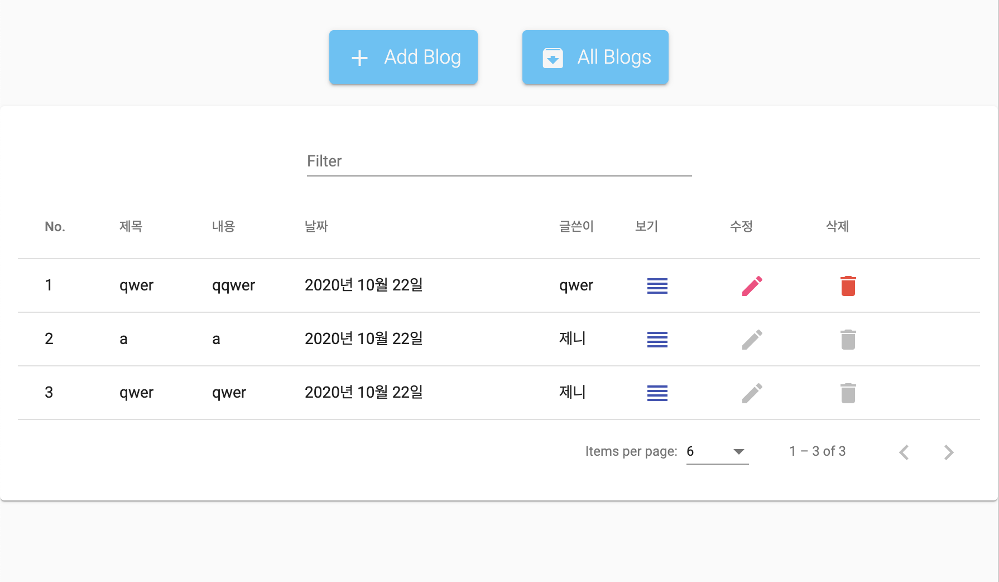 Add Blog All Blogs
Filter
No. 제목 내용 날짜 글쓴이 보기 수정 삭제
1 qwer qqwer 2020년 10월 22일 qwer
2 a a 2020년 10월 22일 제니
3 qwer qwer 2020년 10월 22일 제니
Items per page: 6 1 – 3 of 3